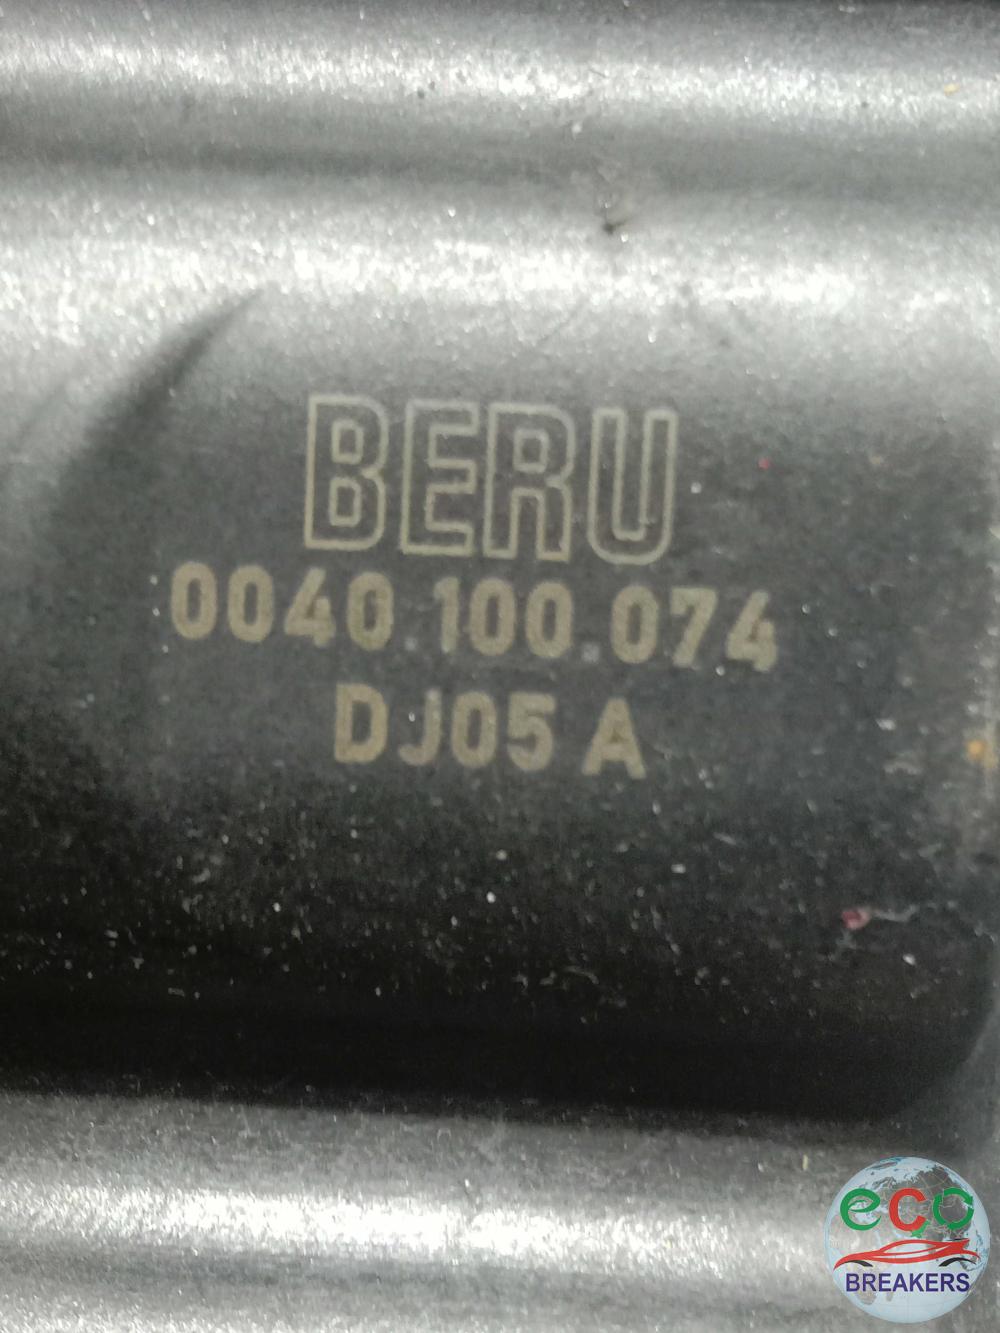 BERU
0040.100.074
DJ05 A
eco
BREAKERS